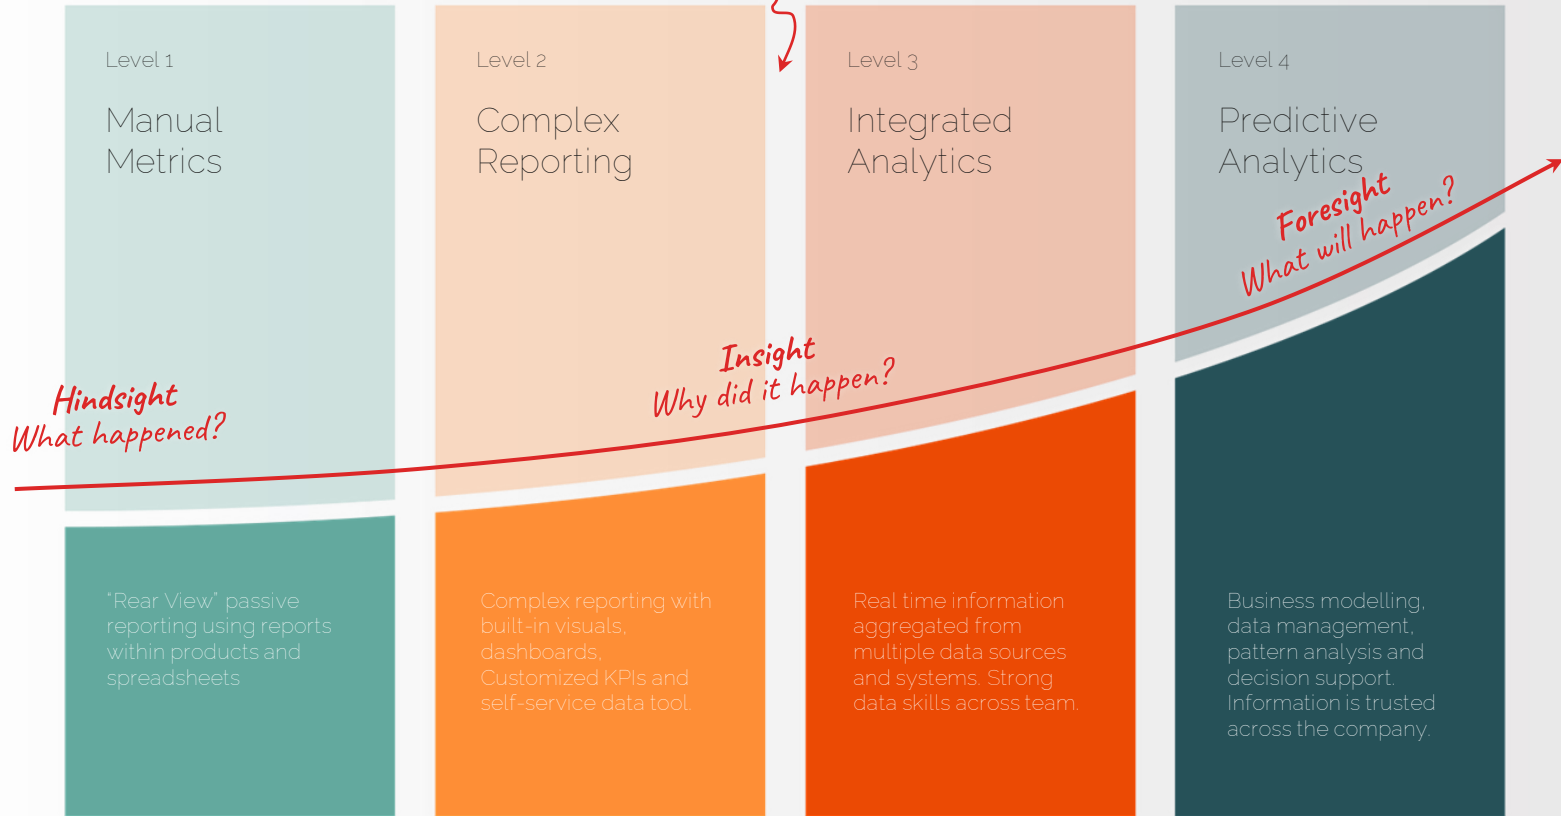 Level 1
Manual
Metrics
Level 2
Complex
Reporting
Level 3
Integrated
Analytics
Level 4
Predictive
Analytics
Hindsight
What happened?
Insight
Why did it happen?
Foresight
What will happen?
“Rear View” passive
reporting using reports
within products and
spreadsheets
Complex reporting with
built-in visuals,
dashboards,
Customized KPIs and
self-service data tool.
Real time information
aggregated from
multiple data sources
and systems. Strong
data skills across team.
Business modelling,
data management,
pattern analysis and
decision support.
Information is trusted
across the company.